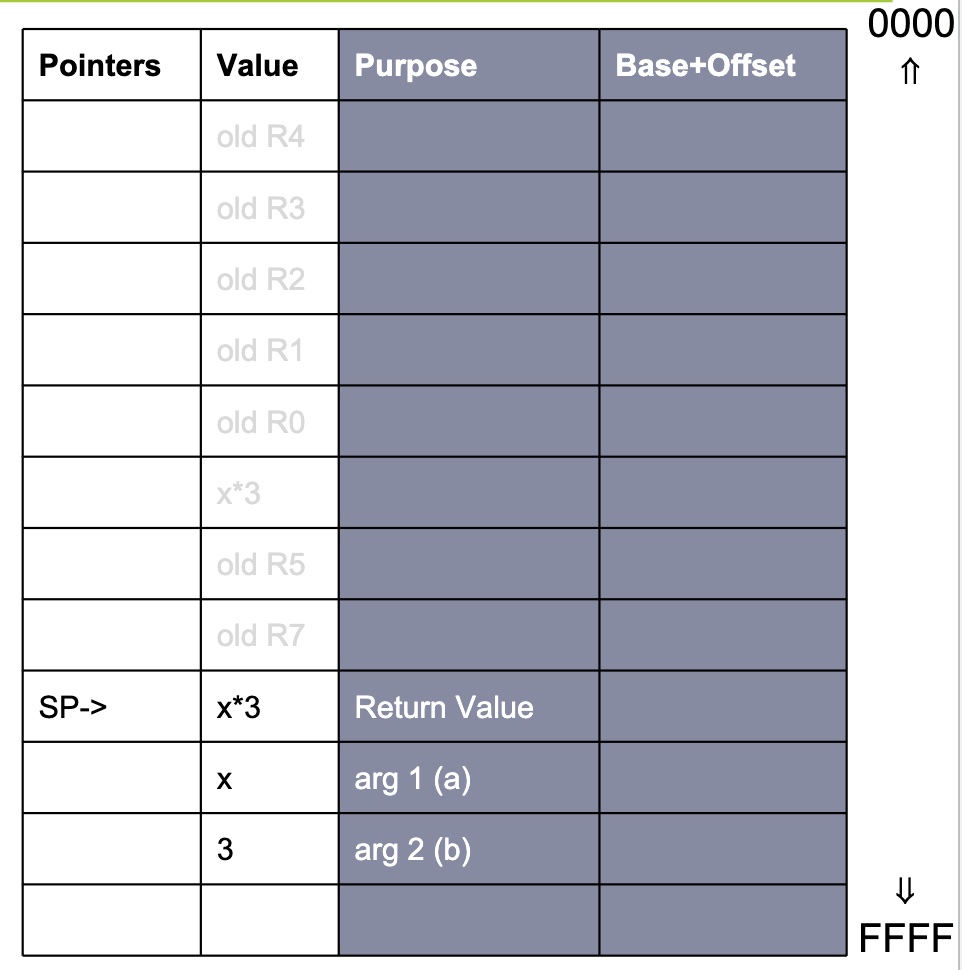 0000
Pointers Value Purpose Base+Offset
⇑
old R4
old R3
old R2
old R1
old R0
x*3
old R5
old R7
SP-> x*3 Return Value
x arg 1 (a)
3 arg 2 (b)
⇓
FFFF